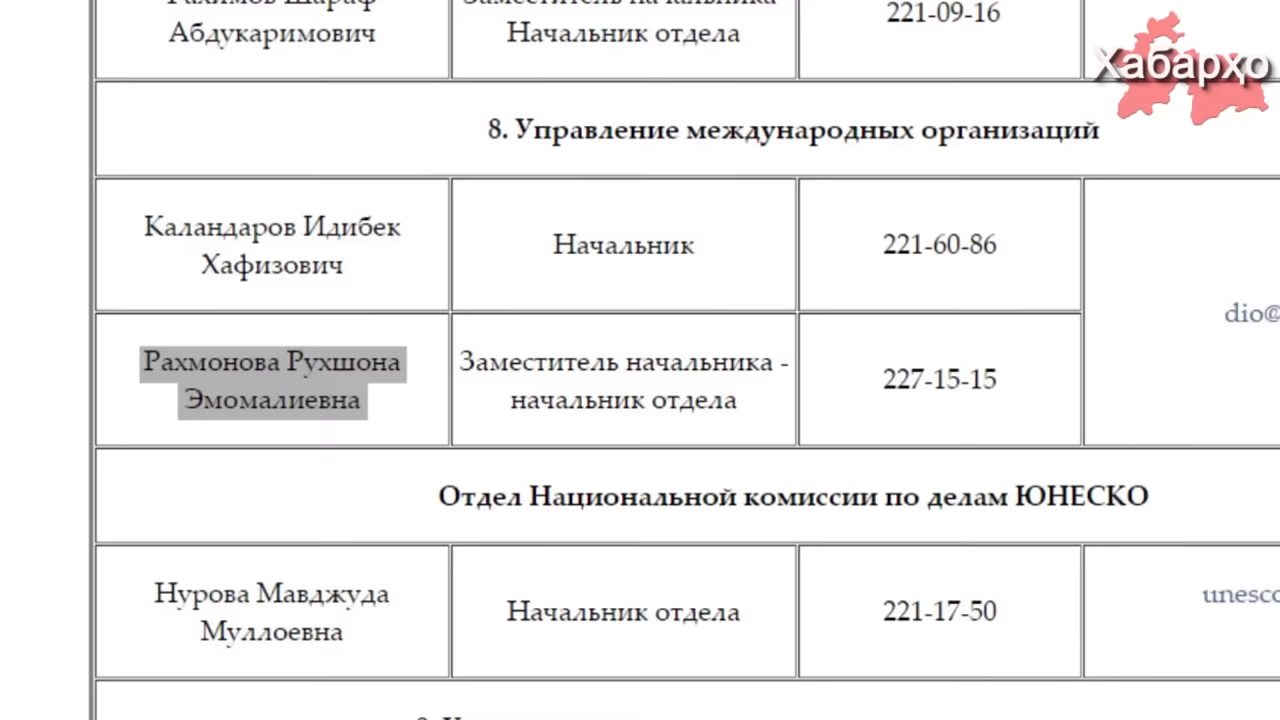 Абдукаримович
Начальник отдела
221-09-16
Хабарҳо
8. Управление международных организаций
Каландаров Идибек
Хафизович
Начальник
221-60-86
dio@
Рахмонова Рухшона
Эмомалиевна
Заместитель начальника -
начальник отдела
227-15-15
Отдел Национальной комиссии по делам ЮНЕСКО
Нурова Мавджуда
Муллоевна
Начальник отдела
221-17-50
unesco